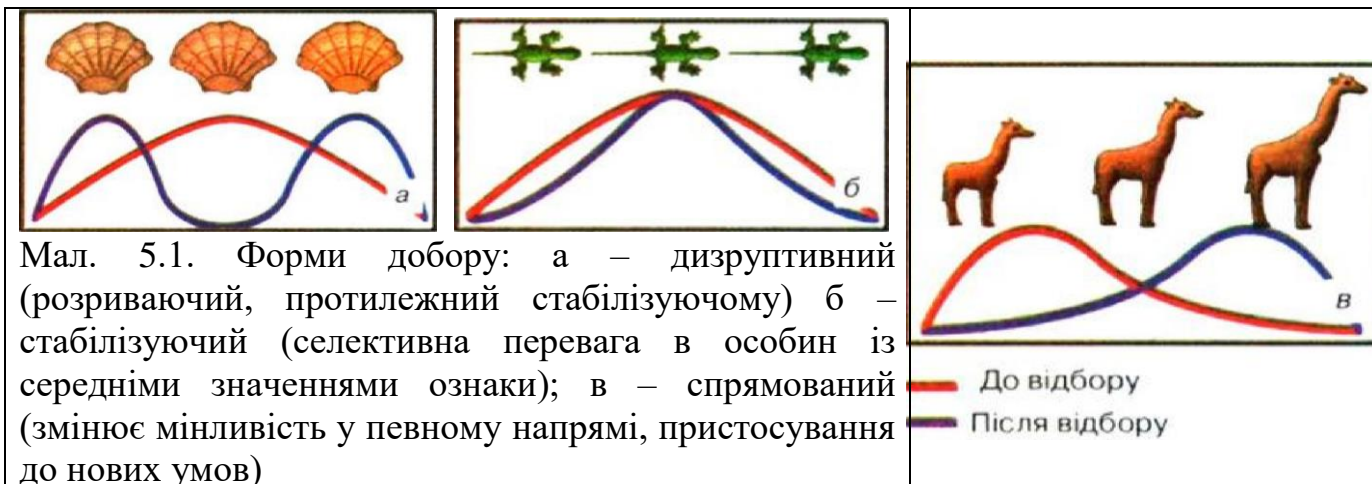 а
б
Мал. 5.1. Форми добору: а – дизруптивний
(розриваючий, протилежний стабілізуючому) б –
стабілізуючий (селективна перевага в особин із
середніми значеннями ознаки); в – спрямований
(змінює мінливість у певному напрямі, пристосування
до нових умов)
в
До відбору
Після відбору